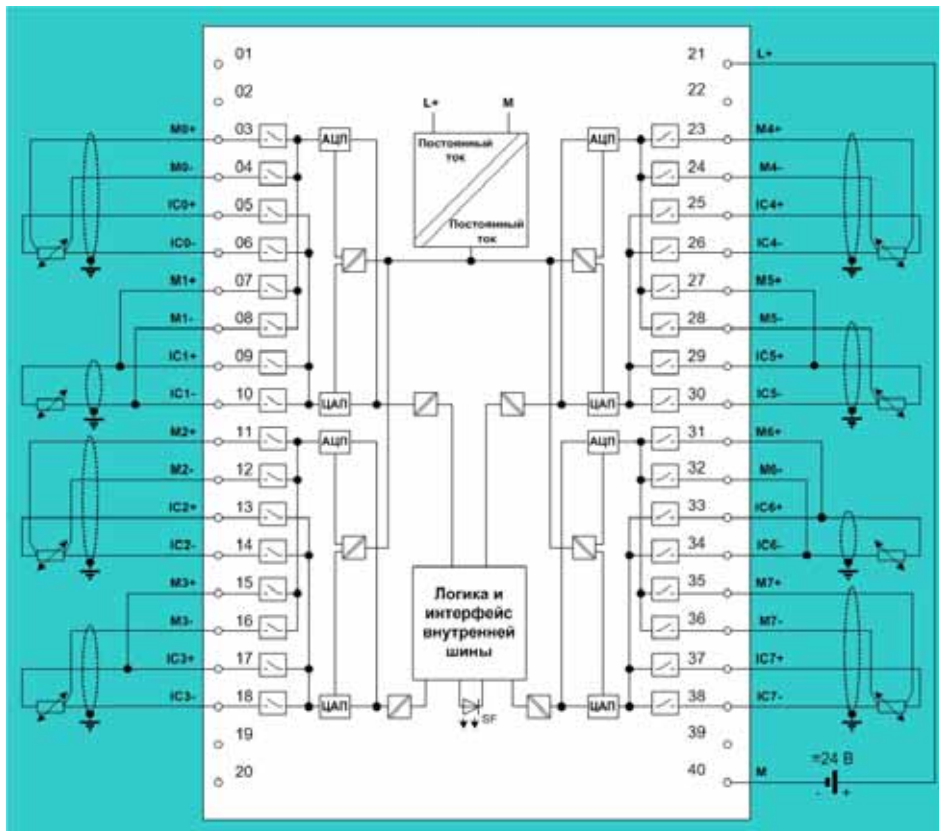 01 21 L+
02 22
L+ M
M0+ 03 АЦП АЦП 23 M4+
Постоянный
ток
M0- 04 24 M4-
IC0+ 05 25 IC4+
Постоянный
ток
IC0- 06 26 IC4-
M1+ 07 27 M5+
M1- 08 28 M5-
IC1+ 09 29 IC5+
IC1- 10 ЦАП ЦАП 30 IC5-
M2+ 11 АЦП АЦП 31 M6+
M2- 12 32 M6-
IC2+ 13 33 IC6+
IC2- 14 34 IC6-
Логика и
интерфейс
внутренней
шины
M3+ 15 35 M7+
M3- 16 36 M7-
IC3+ 17 37 IC7+
IC3- 18 ЦАП ЦАП 38 IC7-
SF
19 39
=24 В
20 40 M
- +